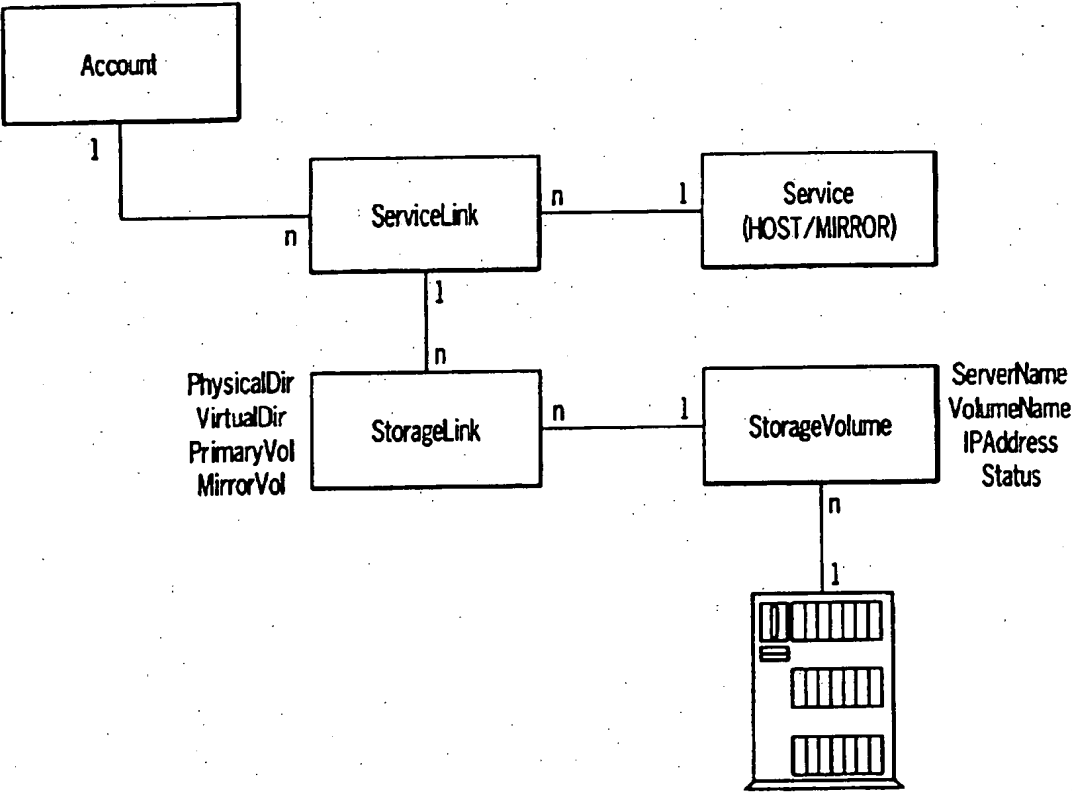 Account
1
n
ServiceLink
n
1
Service
(HOST/MIRROR)
1
n
PhysicalDir
VirtualDir
PrimaryVol
MirrorVol
StorageLink
n
1
StorageVolume
ServerName
VolumeName
IPAddress
Status
n
1